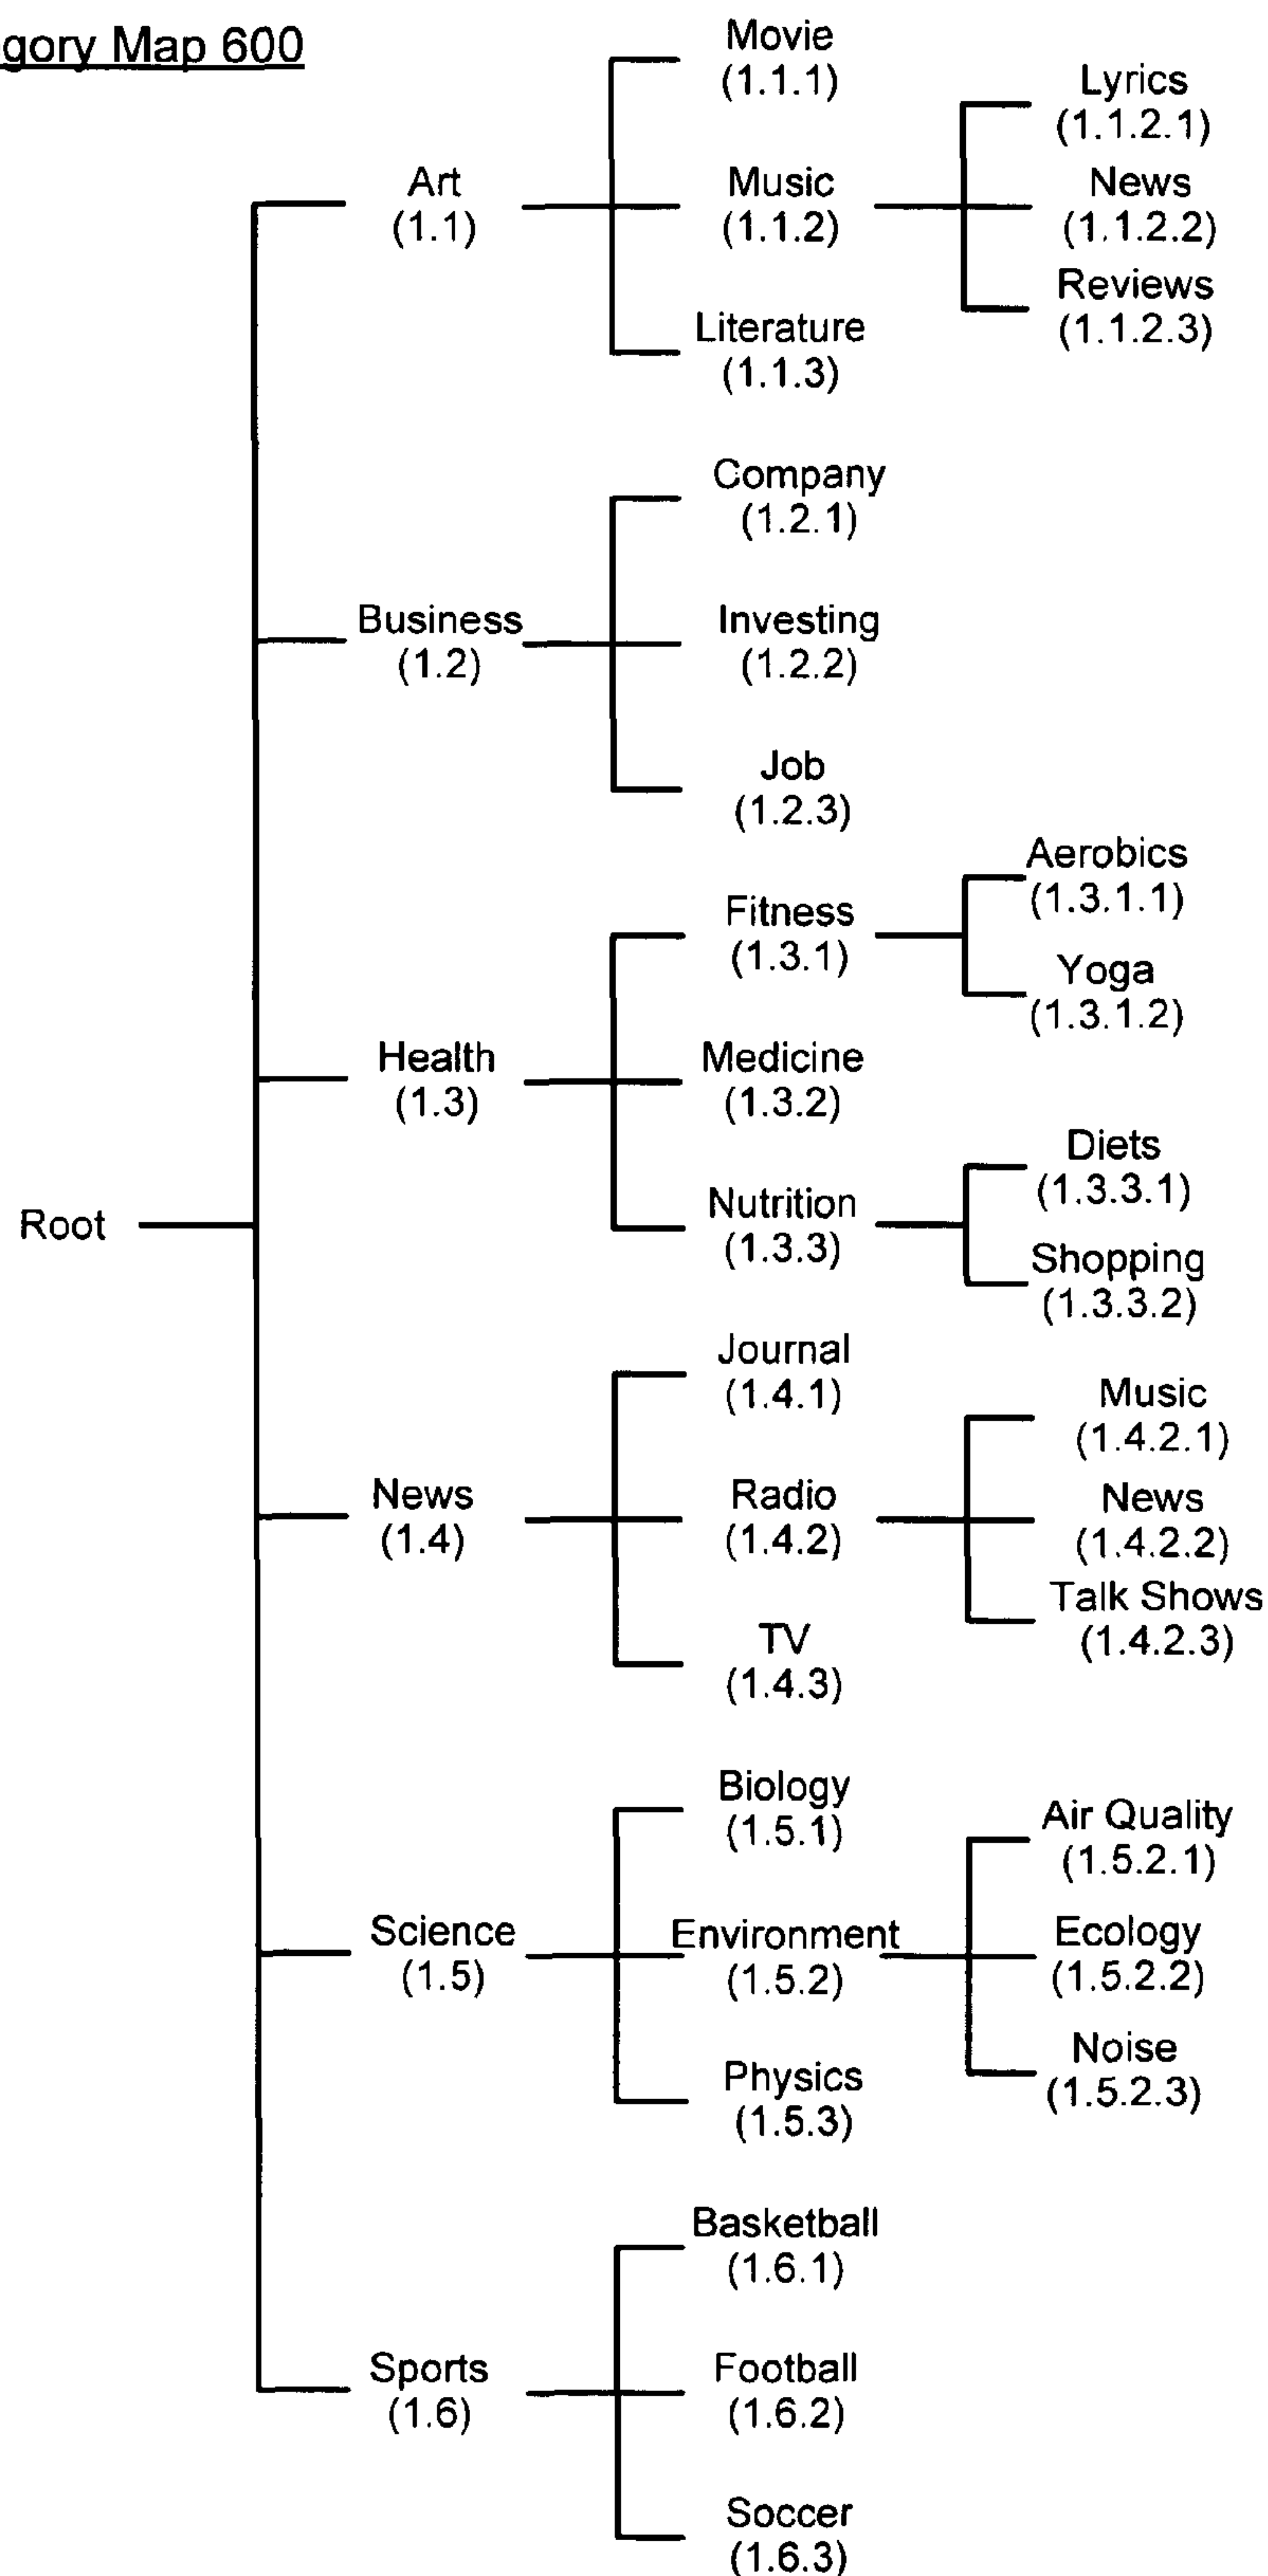 gory Map 600
Movie
(1.1.1)
Lyrics
(1.1.2.1)
Art
(1.1)
Music
(1.1.2)
News
(1.1.2.2)
Reviews
(1.1.2.3)
Literature
(1.1.3)
Company
(1.2.1)
Business
(1.2)
Investing
(1.2.2)
Job
(1.2.3)
Aerobics
(1.3.1.1)
Fitness
(1.3.1)
Yoga
(1.3.1.2)
Health
(1.3)
Medicine
(1.3.2)
Diets
(1.3.3.1)
Root
Nutrition
(1.3.3)
Shopping
(1.3.3.2)
Journal
(1.4.1)
Music
(1.4.2.1)
News
(1.4)
Radio
(1.4.2)
News
(1.4.2.2)
Talk Shows
(1.4.2.3)
TV
(1.4.3)
Biology
(1.5.1)
Air Quality
(1.5.2.1)
Science
(1.5)
Environment
(1.5.2)
Ecology
(1.5.2.2)
Noise
(1.5.2.3)
Physics
(1.5.3)
Basketball
(1.6.1)
Sports
(1.6)
Football
(1.6.2)
Soccer
(1.6.3)